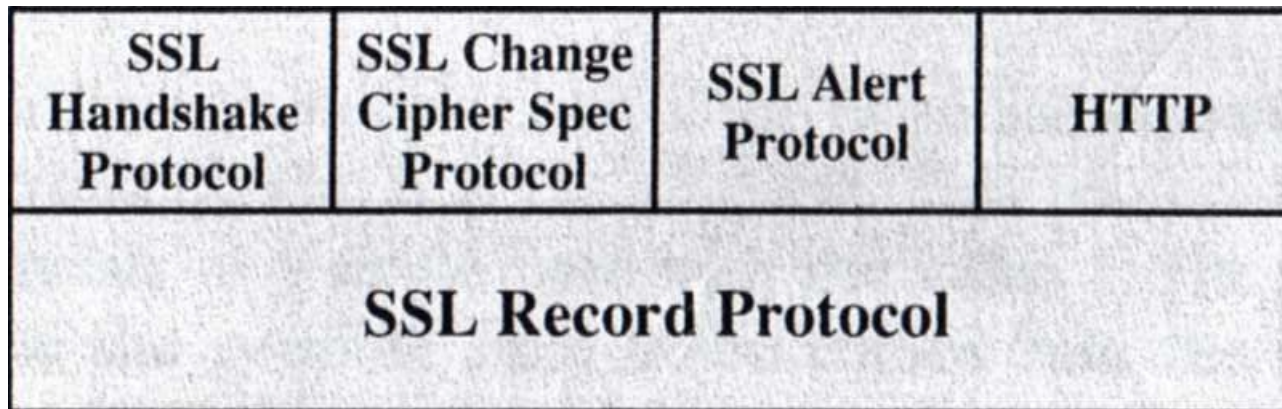 SSL
Handshake
Protocol
SSL Change
Cipher Spec
Protocol
SSL Alert
Protocol
HTTP
SSL Record Protocol